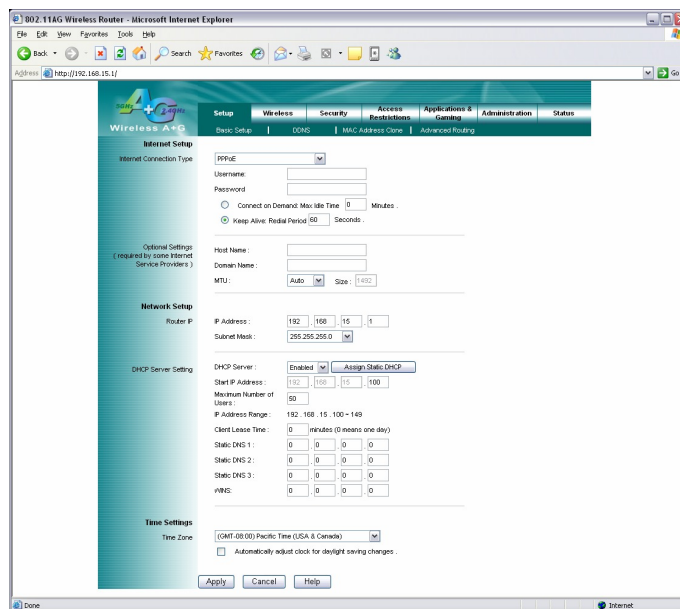 802.11AG Wireless Router - Microsoft Internet Explorer
File Edit View Favorites Tools Help
Back Search Favorites
Address http://192.168.15.1/ Go
5GHz A+G 2.4GHz
Wireless A+G
Setup Wireless Security Access Restrictions Applications & Gaming Administration Status
Basic Setup | DDNS | MAC Address Clone | Advanced Routing
Internet Setup
Internet Connection Type PPPoE
Username:
Password
Connect on Demand: Max Idle Time 0 Minutes .
Keep Alive: Redial Period 60 Seconds .
Optional Settings
( required by some Internet
Service Providers )
Host Name :
Domain Name :
MTU : Auto Size : 1492
Network Setup
Router IP
IP Address : 192 . 168 . 15 . 1
Subnet Mask : 255.255.255.0
DHCP Server Setting
DHCP Server : Enabled Assign Static DHCP
Start IP Address : 192 . 168 . 15 . 100
Maximum Number of
Users : 50
IP Address Range : 192 . 168 . 15 . 100 ~ 149
Client Lease Time : 0 minutes (0 means one day)
Static DNS 1 : 0 . 0 . 0 . 0
Static DNS 2 : 0 . 0 . 0 . 0
Static DNS 3 : 0 . 0 . 0 . 0
WINS: 0 . 0 . 0 . 0
Time Settings
Time Zone (GMT-08:00) Pacific Time (USA & Canada)
Automatically adjust clock for daylight saving changes .
Apply Cancel Help
Done Internet